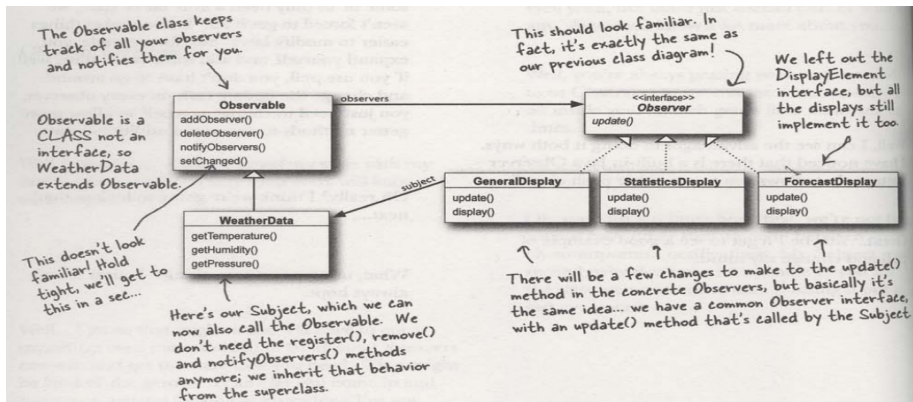 The Observable class keeps
track of all your observers
and notifies them for you.
This should look familiar. In
fact, it's exactly the same as
our previous class diagram!
We left out the
DisplayElement
interface, but all
the displays still
implement it too.
Observable is a
CLASS not an
interface, so
WeatherData
extends Observable.
Observable
addObserver()
deleteObserver()
notifyObservers()
setChanged()
observers
<<interface>>
Observer
update()
subject
GeneralDisplay
update()
display()
StatisticsDisplay
update()
display()
ForecastDisplay
update()
display()
WeatherData
getTemperature()
getHumidity()
getPressure()
This doesn't look
familiar! Hold
tight, we'll get to
this in a sec...
Here's our Subject, which we can
now also call the Observable. We
don't need the register(), remove()
and notifyObservers() methods
anymore; we inherit that behavior
from the superclass.
There will be a few changes to make to the update()
method in the concrete Observers, but basically it's
the same idea... we have a common Observer interface,
with an update() method that's called by the Subject